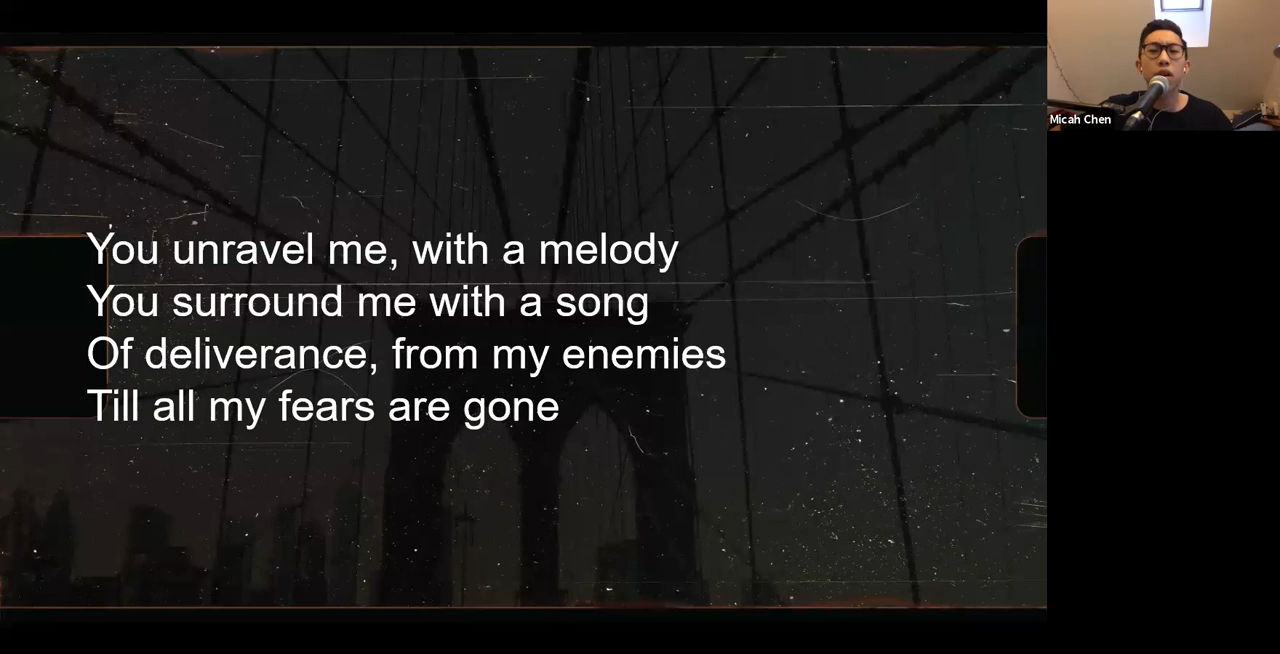 You unravel me, with a melody
You surround me with a song
Of deliverance, from my enemies
Till all my fears are gone
Micah Chen